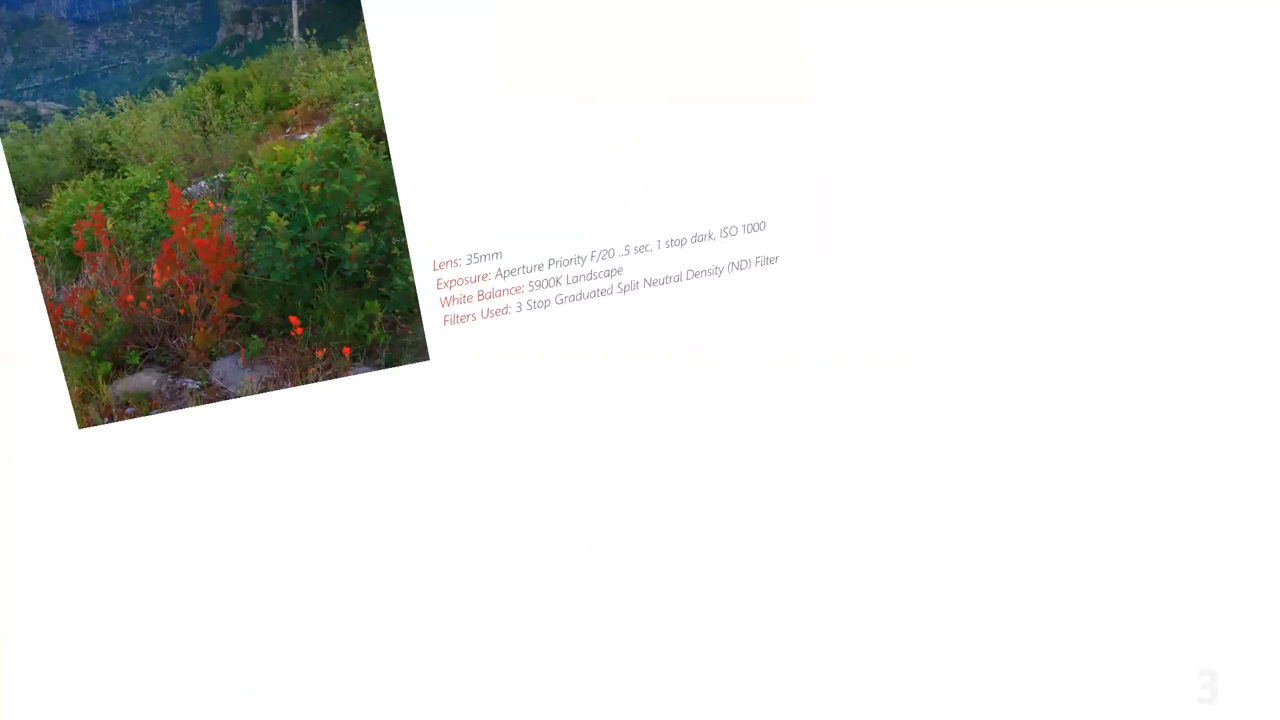 Lens: 35mm
Exposure: Aperture Priority F/20 ..5 sec, 1 stop dark, ISO 1000
White Balance: 5900K Landscape
Filters Used: 3 Stop Graduated Split Neutral Density (ND) Filter
3